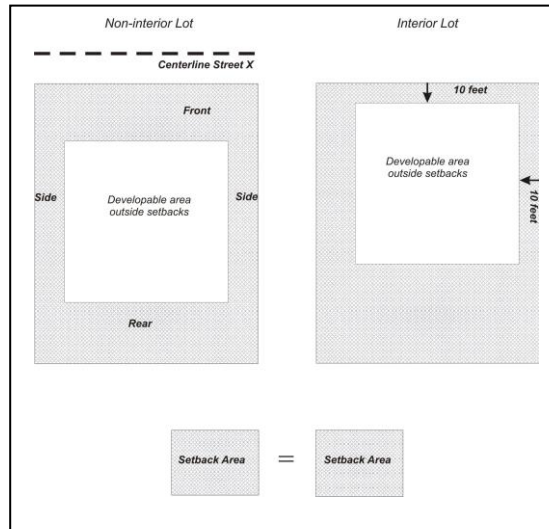 Non-interior Lot
Interior Lot
Centerline Street X
10 feet
Front
Developable area
outside setbacks
Side
Developable area
outside setbacks
Side
10 feet
Rear
Setback Area
=
Setback Area